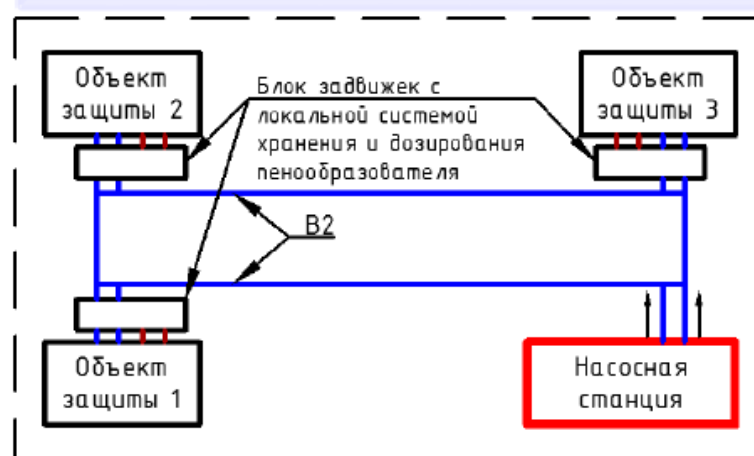 Объект
защиты 2
Блок задвижек с
локальной системой
хранения и дозирования
пенообразователя
Объект
защиты 3
В2
Объект
защиты 1
Насосная
станция